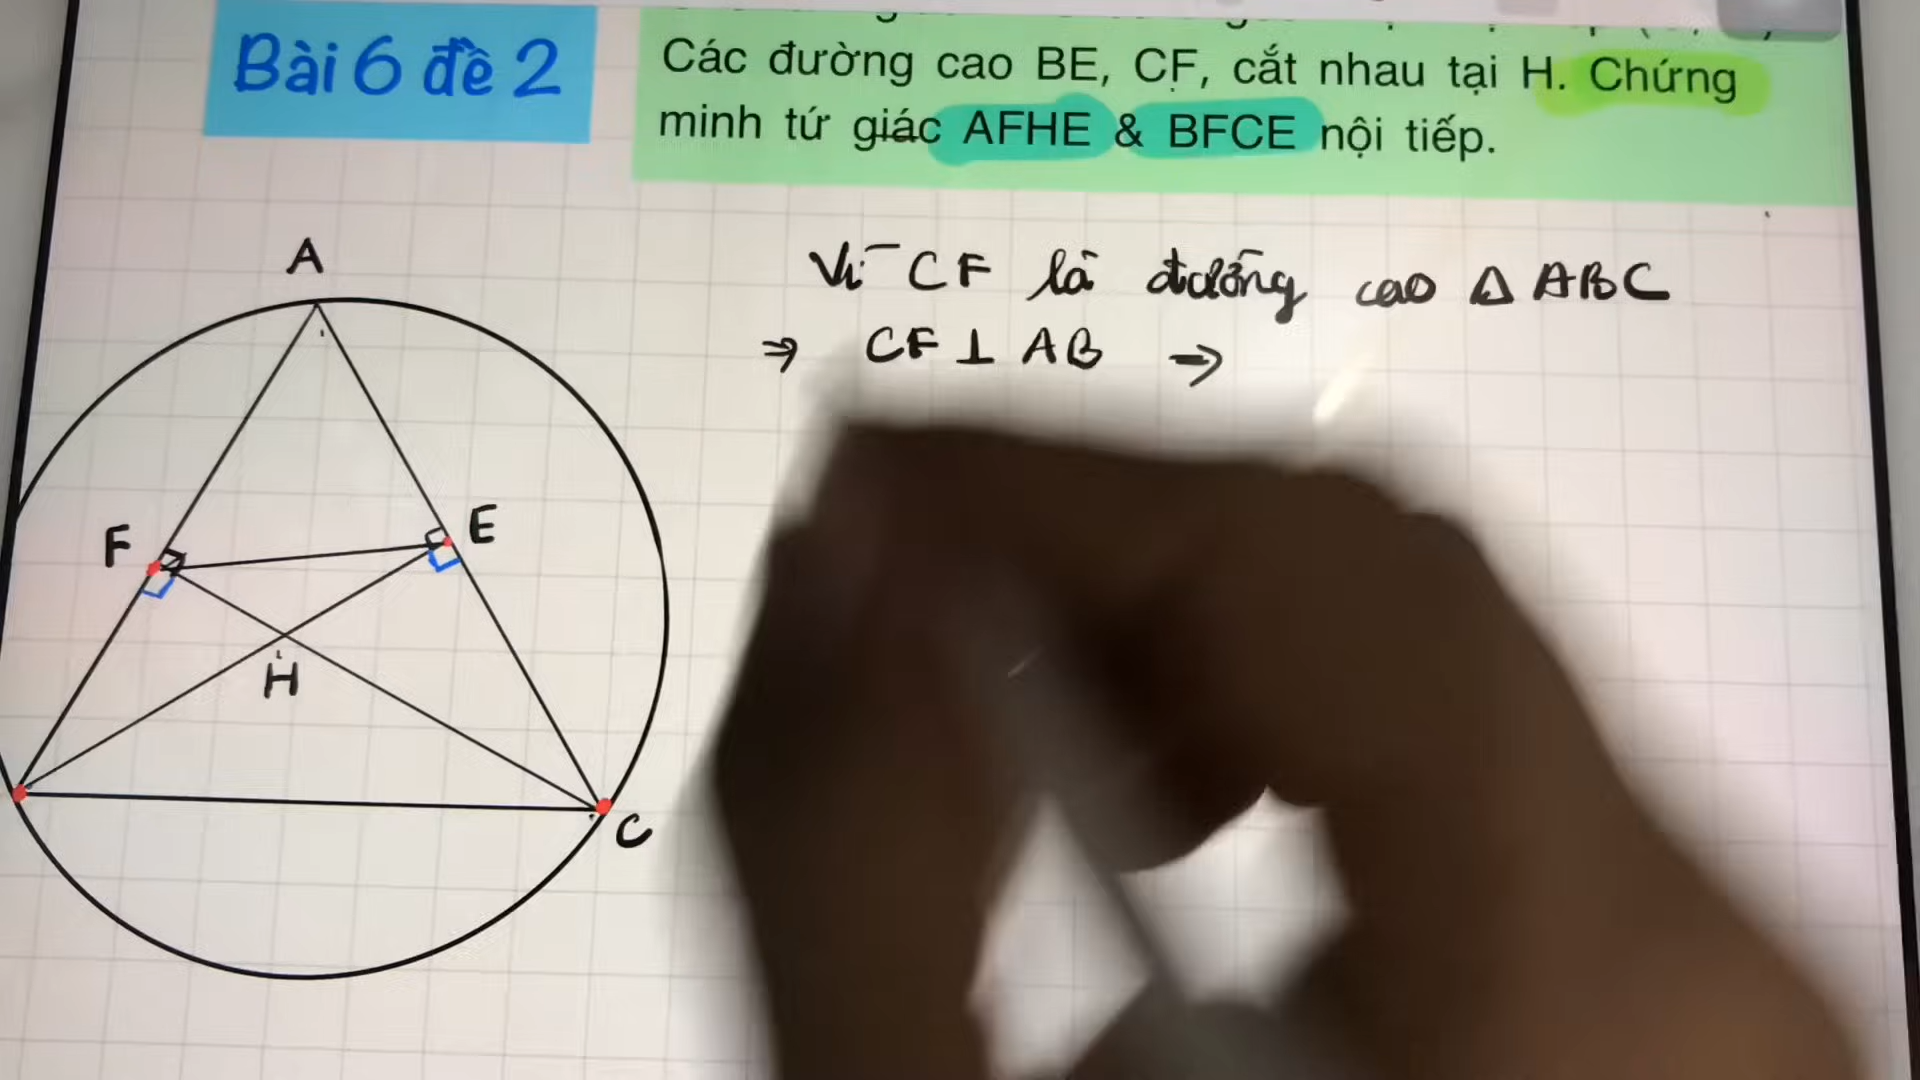 Bài 6 đề 2
Các đường cao BE, CF, cắt nhau tại H. Chứng
minh tứ giác AFHE & BFCE nội tiếp.
Vì CF là đường cao Δ ABC
⇒ CF ⊥ AB →
A
F
E
H
C